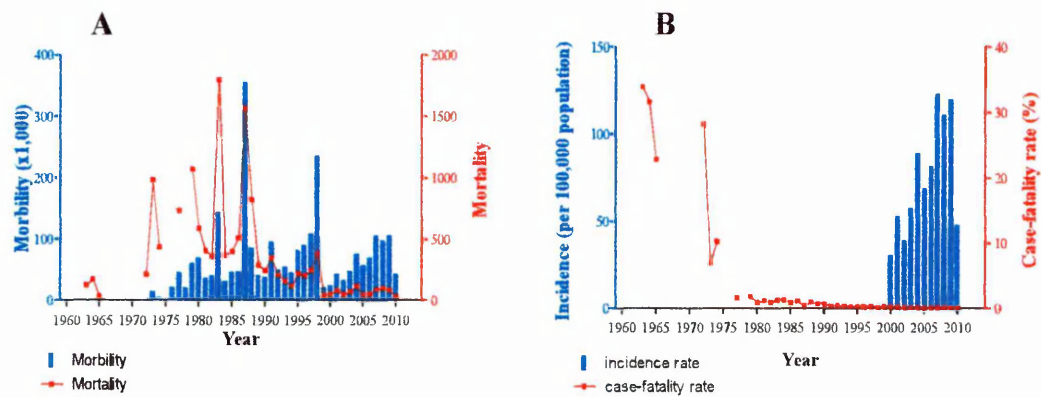 A
Morbility (x1,000)
400
300
200
100
0
2000
1500
1000
500
0
Mortality
1960 1965 1970 1975 1980 1985 1990 1995 2000 2005 2010
Year
Morbility
Mortality
B
Incidence (per 100,000 population)
150
100
50
0
40
30
20
10
0
Case-fatality rate (%)
1960 1965 1970 1975 1980 1985 1990 1995 2000 2005 2010
Year
incidence rate
case-fatality rate